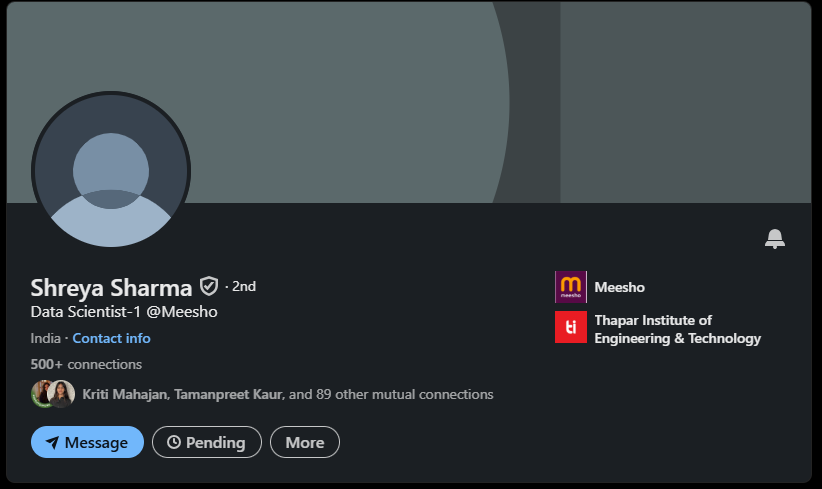 Shreya Sharma · 2nd
Data Scientist-1 @Meesho
India · Contact info
500+ connections
Kriti Mahajan, Tamanpreet Kaur, and 89 other mutual connections
Message
Pending
More
meesho
Meesho
ti
Thapar Institute of
Engineering & Technology